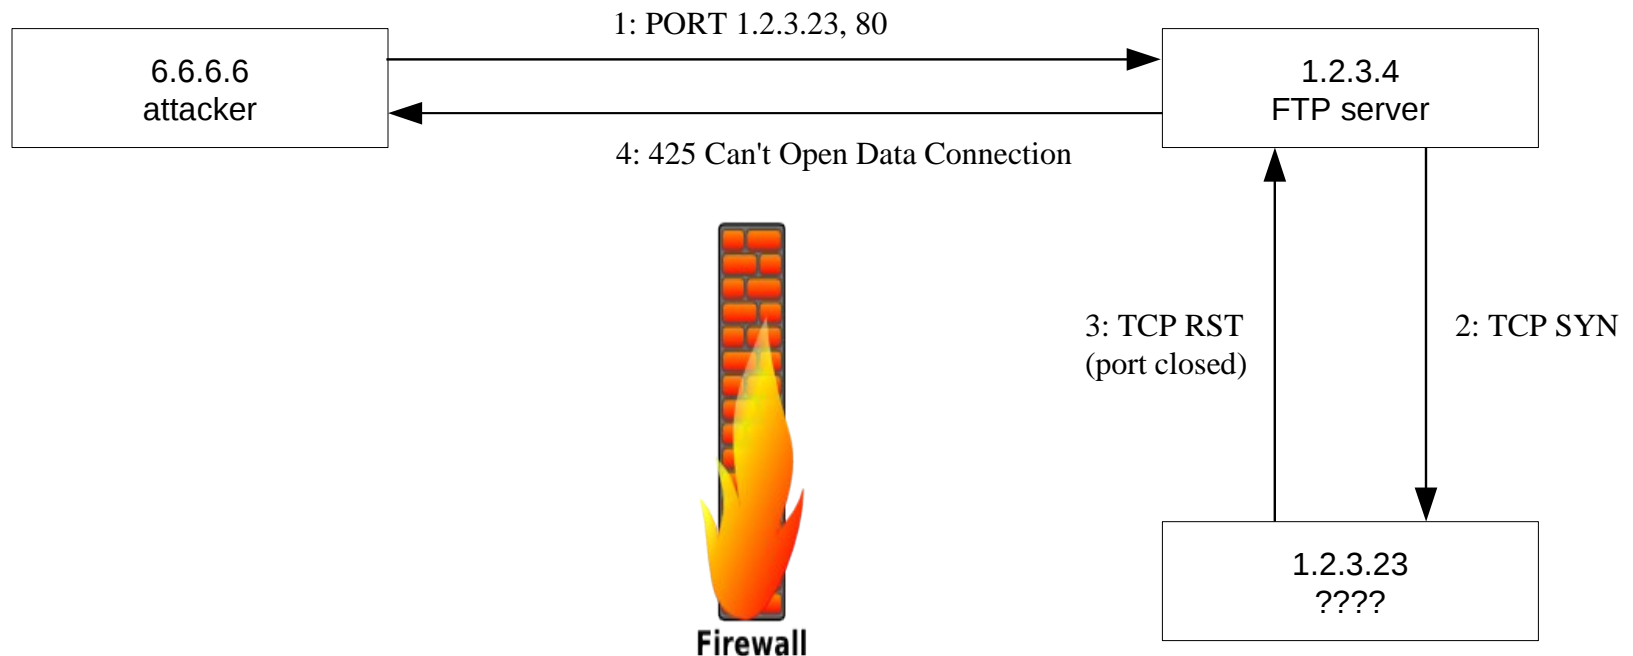 1: PORT 1.2.3.23, 80
6.6.6.6
attacker
1.2.3.4
FTP server
4: 425 Can't Open Data Connection
3: TCP RST
(port closed)
2: TCP SYN
1.2.3.23
????
Firewall